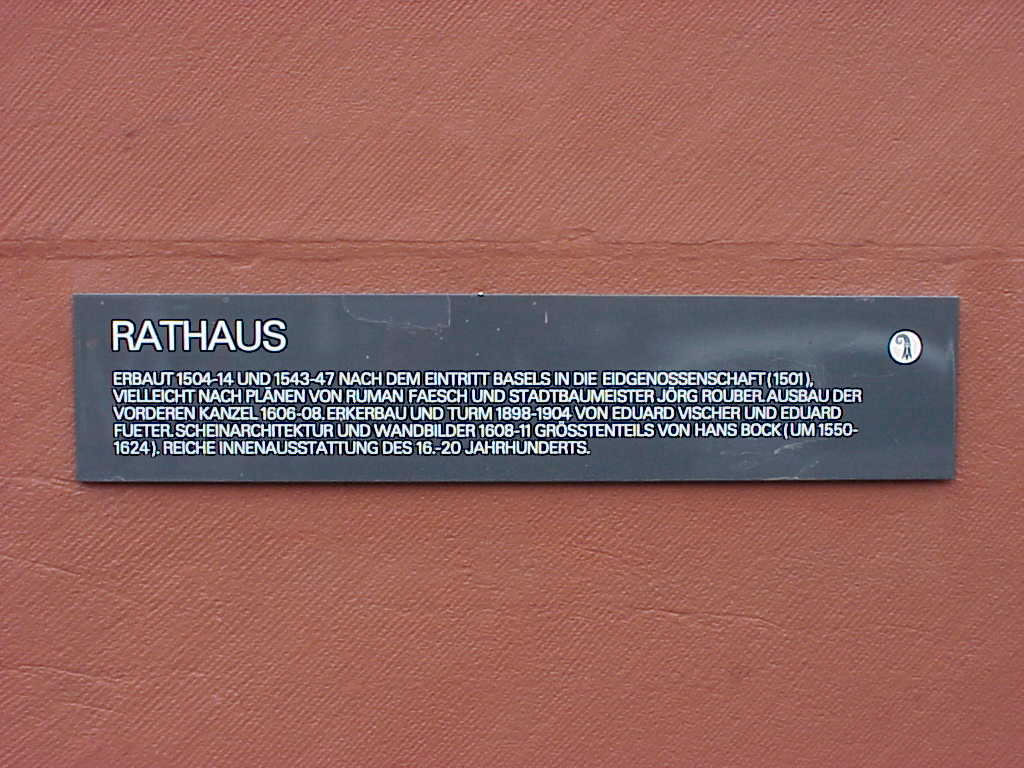 RATHAUS
ERBAUT 1504-14 UND 1543-47 NACH DEM EINTRITT BASELS IN DIE EIDGENOSSENSCHAFT (1501),
VIELLEICHT NACH PLÄNEN VON RUMAN FAESCH UND STADTBAUMEISTER JÖRG ROUBER. AUSBAU DER
VORDEREN KANZEL 1606-08. ERKERBAU UND TURM 1898-1904 VON EDUARD VISCHER UND EDUARD
FUETER. SCHEINARCHITEKTUR UND WANDBILDER 1608-11 GRÖSSTENTEILS VON HANS BOCK (UM 1550-
1624). REICHE INNENAUSSTATTUNG DES 16.-20 JAHRHUNDERTS.